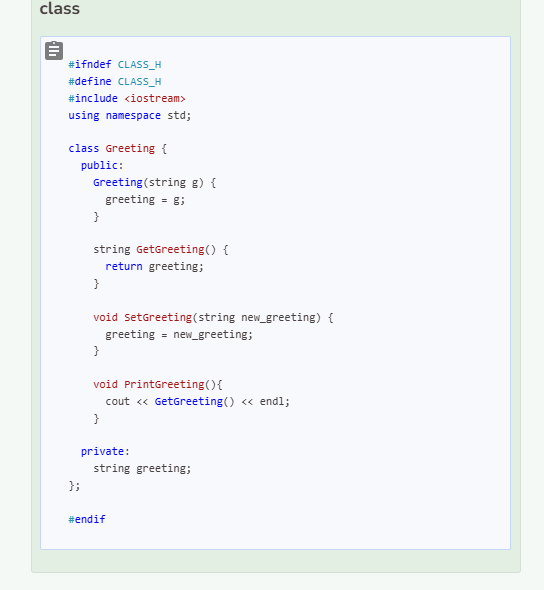 class
#ifndef CLASS_H
#define CLASS_H
#include <iostream>
using namespace std;
class Greeting {
public:
Greeting(string g) {
greeting = g;
}
string GetGreeting() {
return greeting;
}
void SetGreeting(string new_greeting) {
greeting = new_greeting;
}
void PrintGreeting(){
cout << GetGreeting() << endl;
}
private:
string greeting;
};
#endif